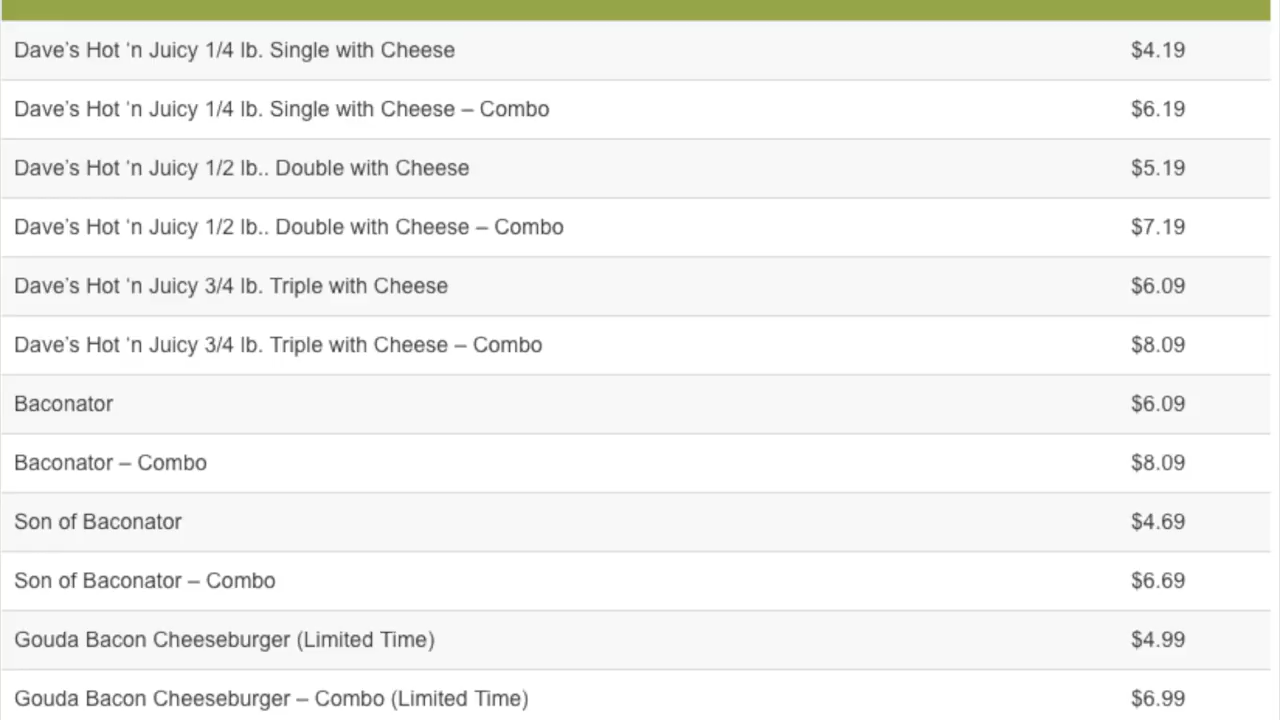 Dave’s Hot ‘n Juicy 1/4 lb. Single with Cheese $4.19
Dave’s Hot ‘n Juicy 1/4 lb. Single with Cheese – Combo $6.19
Dave’s Hot ‘n Juicy 1/2 lb.. Double with Cheese $5.19
Dave’s Hot ‘n Juicy 1/2 lb.. Double with Cheese – Combo $7.19
Dave’s Hot ‘n Juicy 3/4 lb. Triple with Cheese $6.09
Dave’s Hot ‘n Juicy 3/4 lb. Triple with Cheese – Combo $8.09
Baconator $6.09
Baconator – Combo $8.09
Son of Baconator $4.69
Son of Baconator – Combo $6.69
Gouda Bacon Cheeseburger (Limited Time) $4.99
Gouda Bacon Cheeseburger – Combo (Limited Time) $6.99